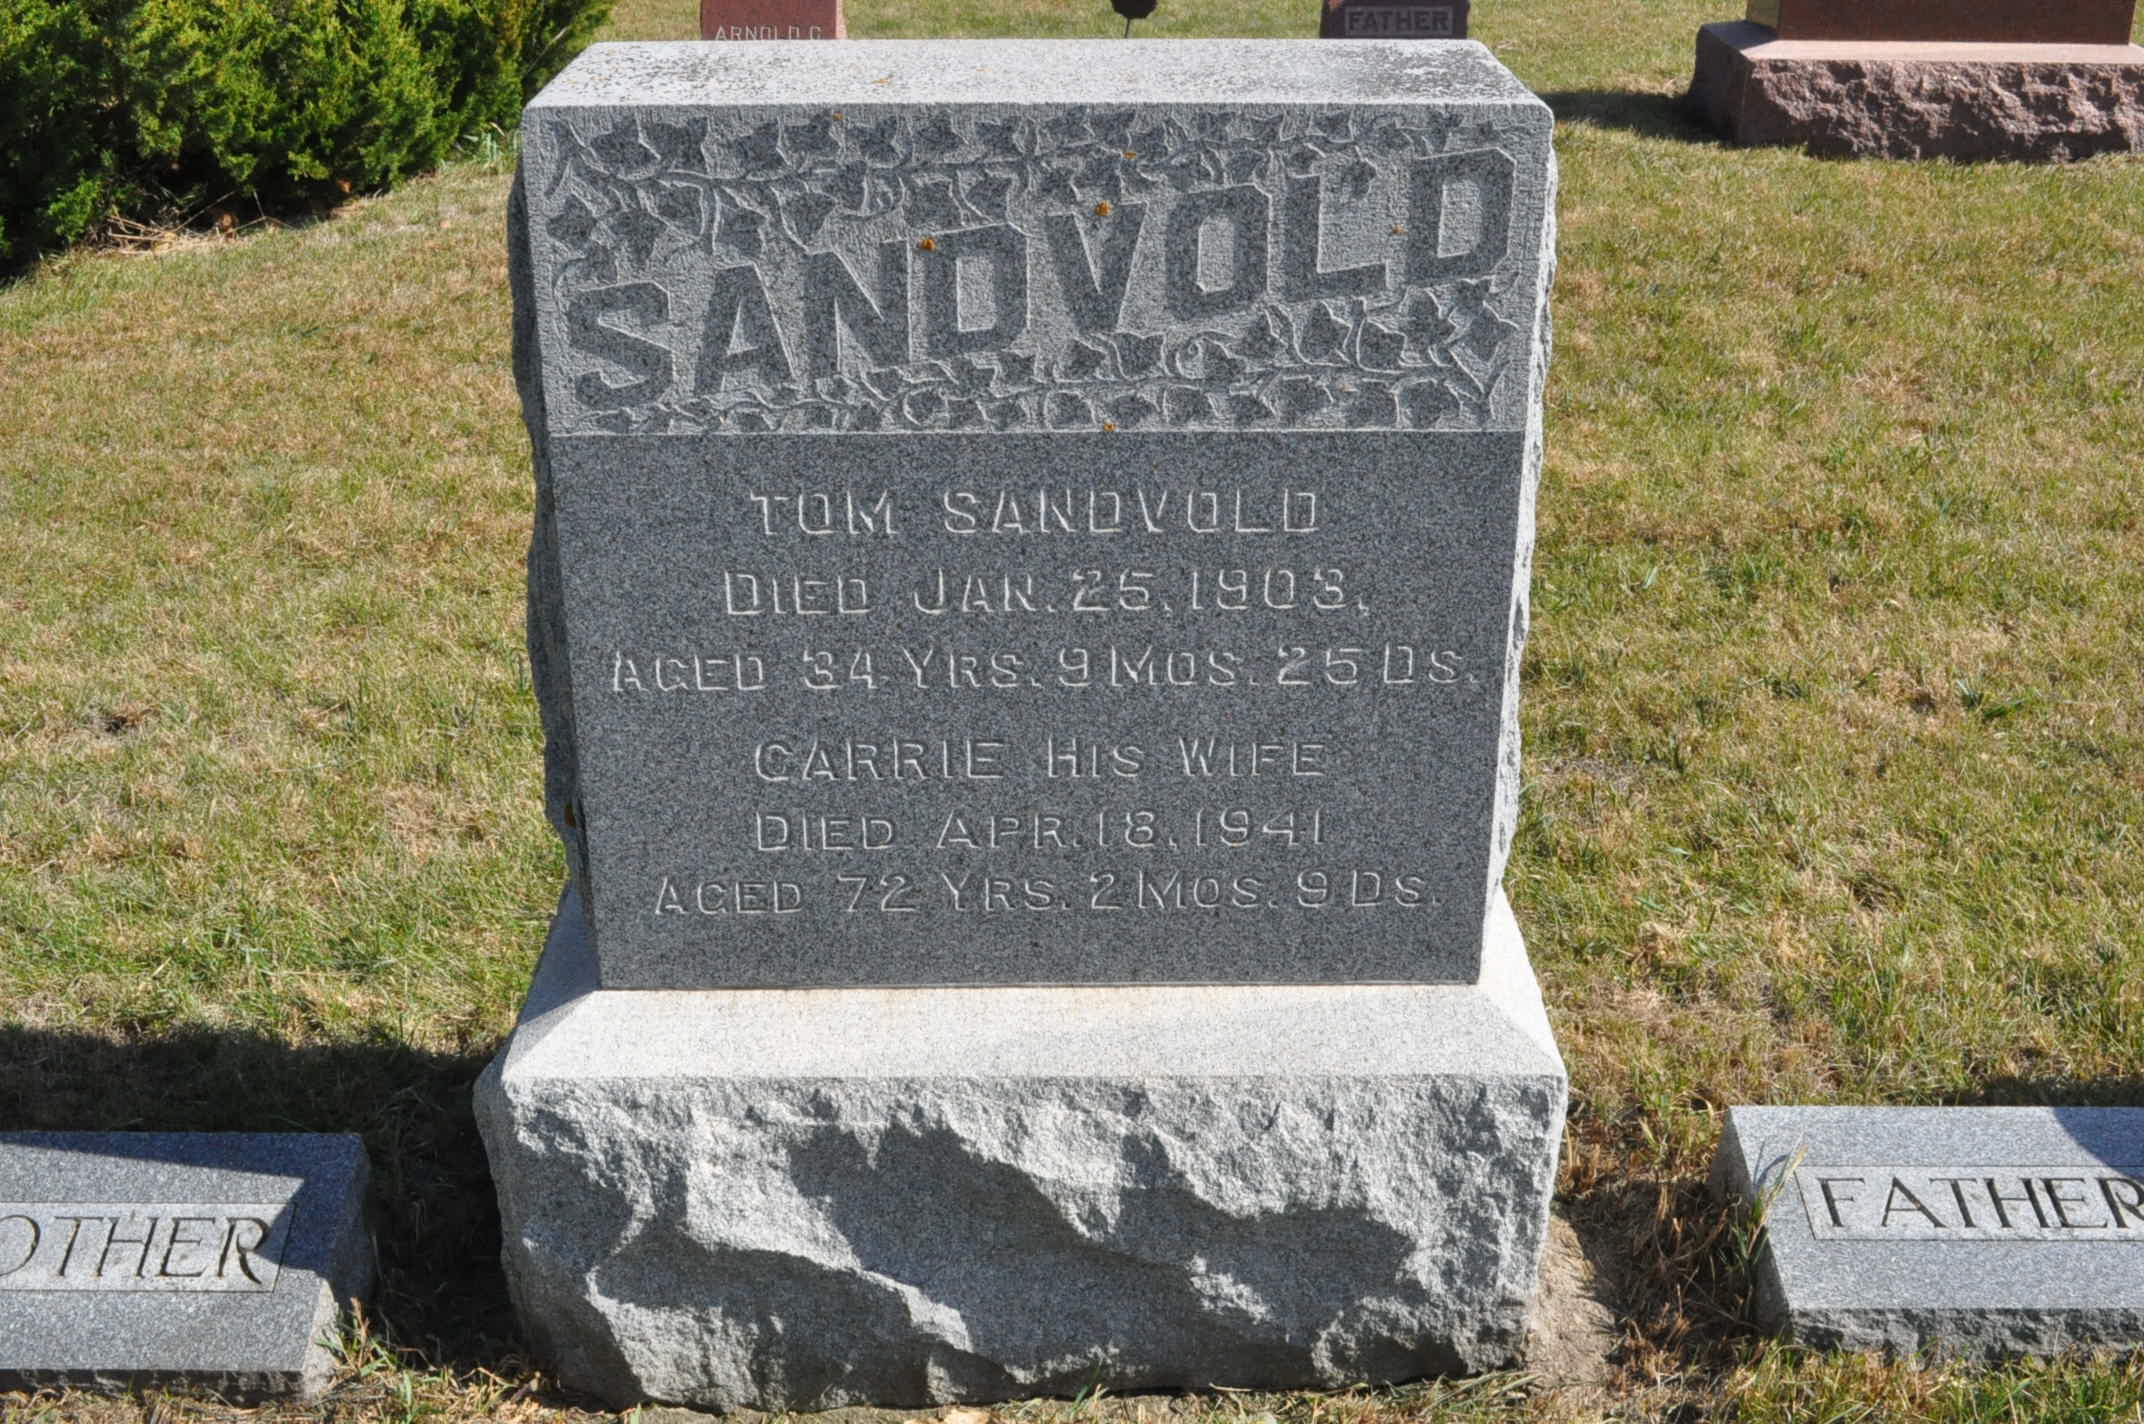 ARNOLD C
FATHER
SANDVOLD
TOM SANDVOLD
DIED JAN. 25, 1903,
AGED 34 YRS. 9 MOS. 25 DS.
CARRIE HIS WIFE
DIED APR. 18, 1941
AGED 72 YRS. 2 MOS. 9 DS.
OTHER
FATHER